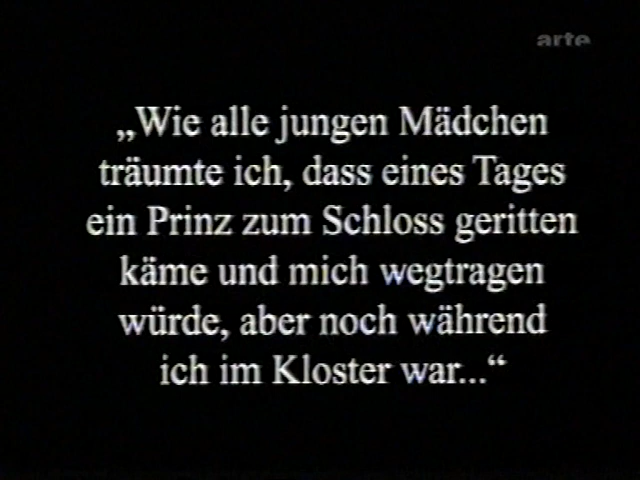 arte
„Wie alle jungen Mädchen
träumte ich, dass eines Tages
ein Prinz zum Schloss geritten
käme und mich wegtragen
würde, aber noch während
ich im Kloster war...“